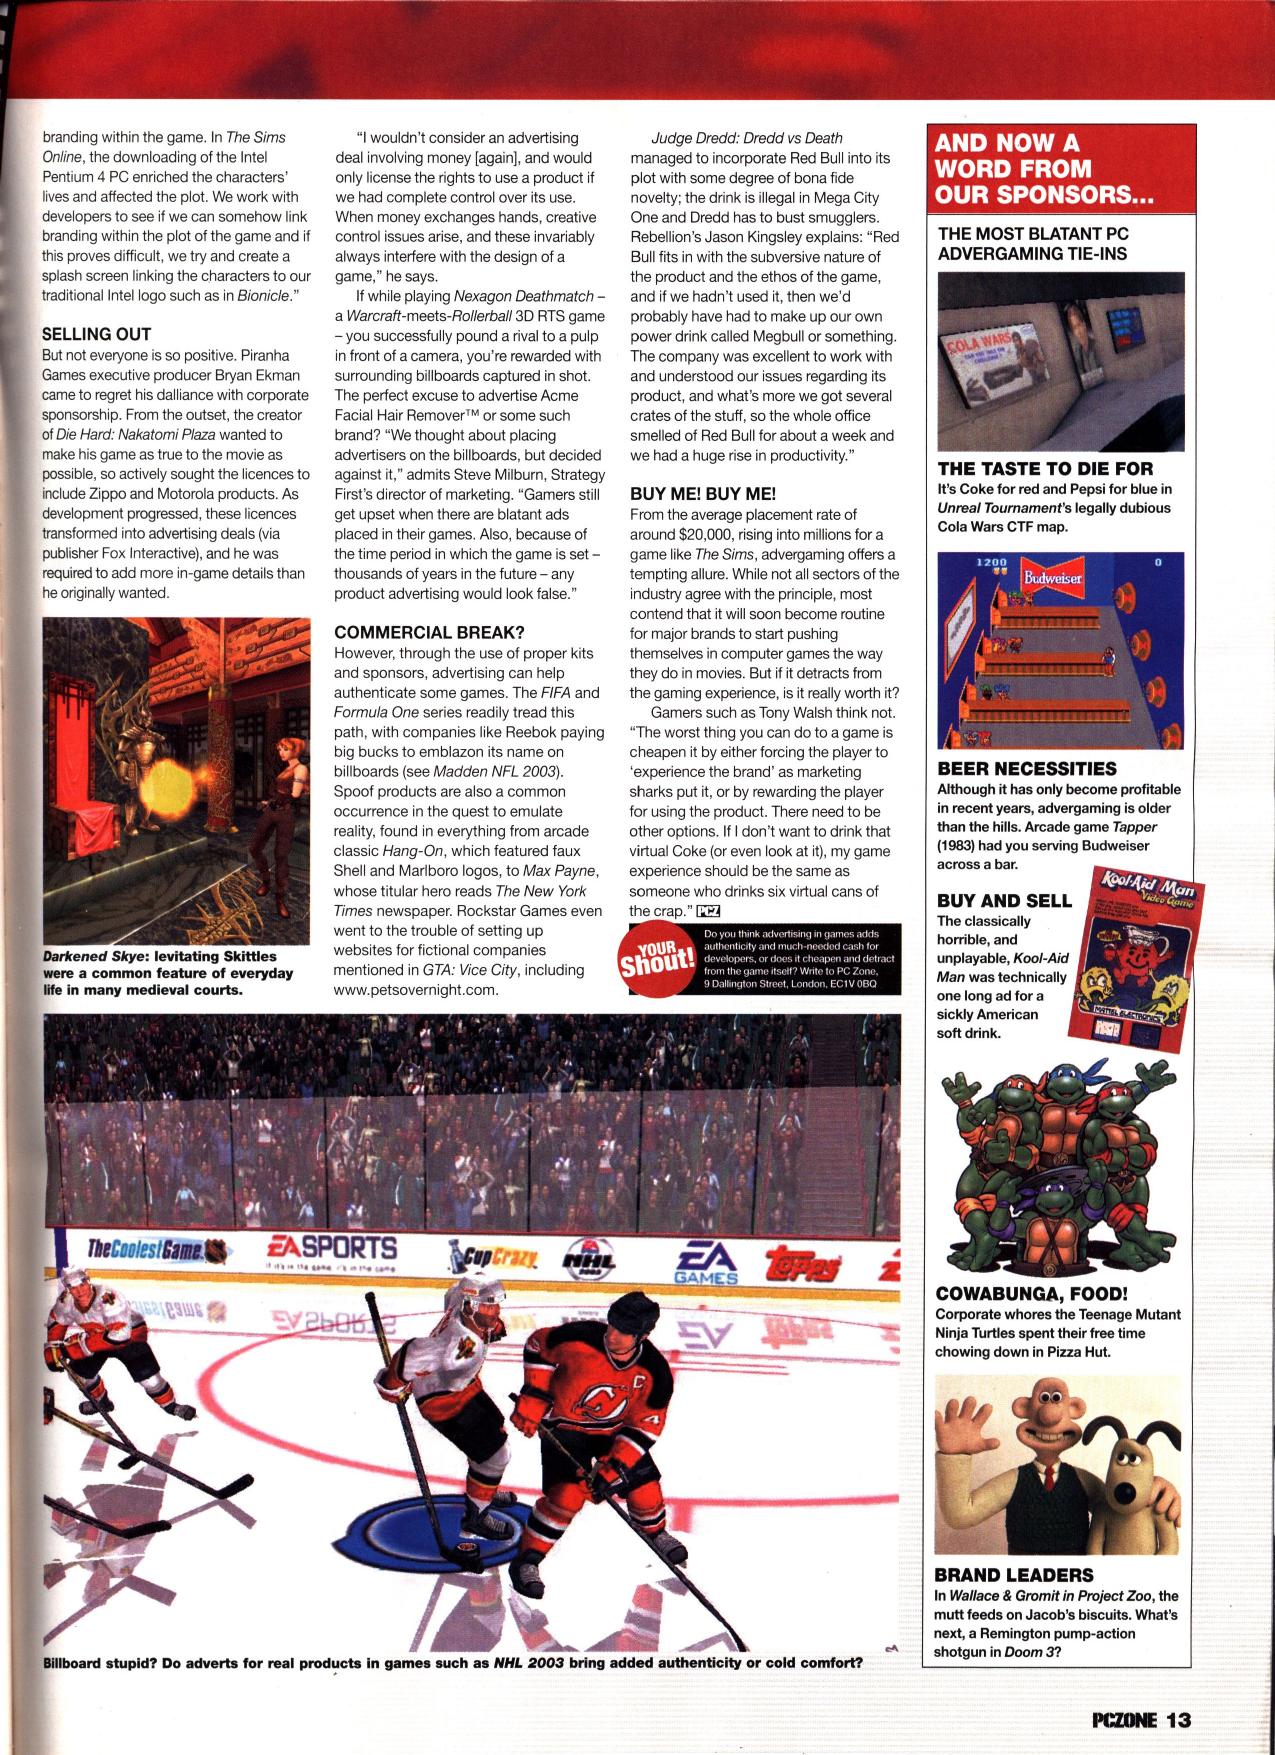 branding within the game. In The Sims
Online, the downloading of the Intel
Pentium 4 PC enriched the characters'
lives and affected the plot. We work with
developers to see if we can somehow link
branding within the plot of the game and if
this proves difficult, we try and create a
splash screen linking the characters to our
traditional Intel logo such as in Bionicle."
SELLING OUT
But not everyone is so positive. Piranha
Games executive producer Bryan Ekman
came to regret his dalliance with corporate
sponsorship. From the outset, the creator
of Die Hard: Nakatomi Plaza wanted to
make his game as true to the movie as
possible, so actively sought the licences to
include Zippo and Motorola products. As
development progressed, these licences
transformed into advertising deals (via
publisher Fox Interactive), and he was
required to add more in-game details than
he originally wanted.
Darkened Skye: levitating Skittles
were a common feature of everyday
life in many medieval courts.
"I wouldn't consider an advertising
deal involving money [again], and would
only license the rights to use a product if
we had complete control over its use.
When money exchanges hands, creative
control issues arise, and these invariably
always interfere with the design of a
game," he says.
If while playing Nexagon Deathmatch –
a Warcraft-meets-Rollerball 3D RTS game
– you successfully pound a rival to a pulp
in front of a camera, you're rewarded with
surrounding billboards captured in shot.
The perfect excuse to advertise Acme
Facial Hair Remover™ or some such
brand? "We thought about placing
advertisers on the billboards, but decided
against it," admits Steve Milburn, Strategy
First's director of marketing. "Gamers still
get upset when there are blatant ads
placed in their games. Also, because of
the time period in which the game is set –
thousands of years in the future – any
product advertising would look false."
COMMERCIAL BREAK?
However, through the use of proper kits
and sponsors, advertising can help
authenticate some games. The FIFA and
Formula One series readily tread this
path, with companies like Reebok paying
big bucks to emblazon its name on
billboards (see Madden NFL 2003).
Spoof products are also a common
occurrence in the quest to emulate
reality, found in everything from arcade
classic Hang-On, which featured faux
Shell and Marlboro logos, to Max Payne,
whose titular hero reads The New York
Times newspaper. Rockstar Games even
went to the trouble of setting up
websites for fictional companies
mentioned in GTA: Vice City, including
www.petsovernight.com.
Judge Dredd: Dredd vs Death
managed to incorporate Red Bull into its
plot with some degree of bona fide
novelty; the drink is illegal in Mega City
One and Dredd has to bust smugglers.
Rebellion's Jason Kingsley explains: "Red
Bull fits in with the subversive nature of
the product and the ethos of the game,
and if we hadn't used it, then we'd
probably have had to make up our own
power drink called Megbull or something.
The company was excellent to work with
and understood our issues regarding its
product, and what's more we got several
crates of the stuff, so the whole office
smelled of Red Bull for about a week and
we had a huge rise in productivity."
BUY ME! BUY ME!
From the average placement rate of
around $20,000, rising into millions for a
game like The Sims, advergaming offers a
tempting allure. While not all sectors of the
industry agree with the principle, most
contend that it will soon become routine
for major brands to start pushing
themselves in computer games the way
they do in movies. But if it detracts from
the gaming experience, is it really worth it?
Gamers such as Tony Walsh think not.
"The worst thing you can do to a game is
cheapen it by either forcing the player to
'experience the brand' as marketing
sharks put it, or by rewarding the player
for using the product. There need to be
other options. If I don't want to drink that
virtual Coke (or even look at it), my game
experience should be the same as
someone who drinks six virtual cans of
the crap." PCZ
YOUR
Shout!
Do you think advertising in games adds
authenticity and much-needed cash for
developers, or does it cheapen and detract
from the game itself? Write to PC Zone,
9 Dallington Street, London, EC1V 0BQ
TheCoolestGame
EA SPORTS
CupCrazy
NHL
EA
GAMES
Topps
Billboard stupid? Do adverts for real products in games such as NHL 2003 bring added authenticity or cold comfort?
AND NOW A
WORD FROM
OUR SPONSORS...
THE MOST BLATANT PC
ADVERGAMING TIE-INS
COLA WARS
THE TASTE TO DIE FOR
It's Coke for red and Pepsi for blue in
Unreal Tournament's legally dubious
Cola Wars CTF map.
1200
0
Budweiser
BEER NECESSITIES
Although it has only become profitable
in recent years, advergaming is older
than the hills. Arcade game Tapper
(1983) had you serving Budweiser
across a bar.
BUY AND SELL
The classically
horrible, and
unplayable, Kool-Aid
Man was technically
one long ad for a
sickly American
soft drink.
Kool-Aid Man
Video Game
MATTEL ELECTRONICS
COWABUNGA, FOOD!
Corporate whores the Teenage Mutant
Ninja Turtles spent their free time
chowing down in Pizza Hut.
BRAND LEADERS
In Wallace & Gromit in Project Zoo, the
mutt feeds on Jacob's biscuits. What's
next, a Remington pump-action
shotgun in Doom 3?
PCZONE 13